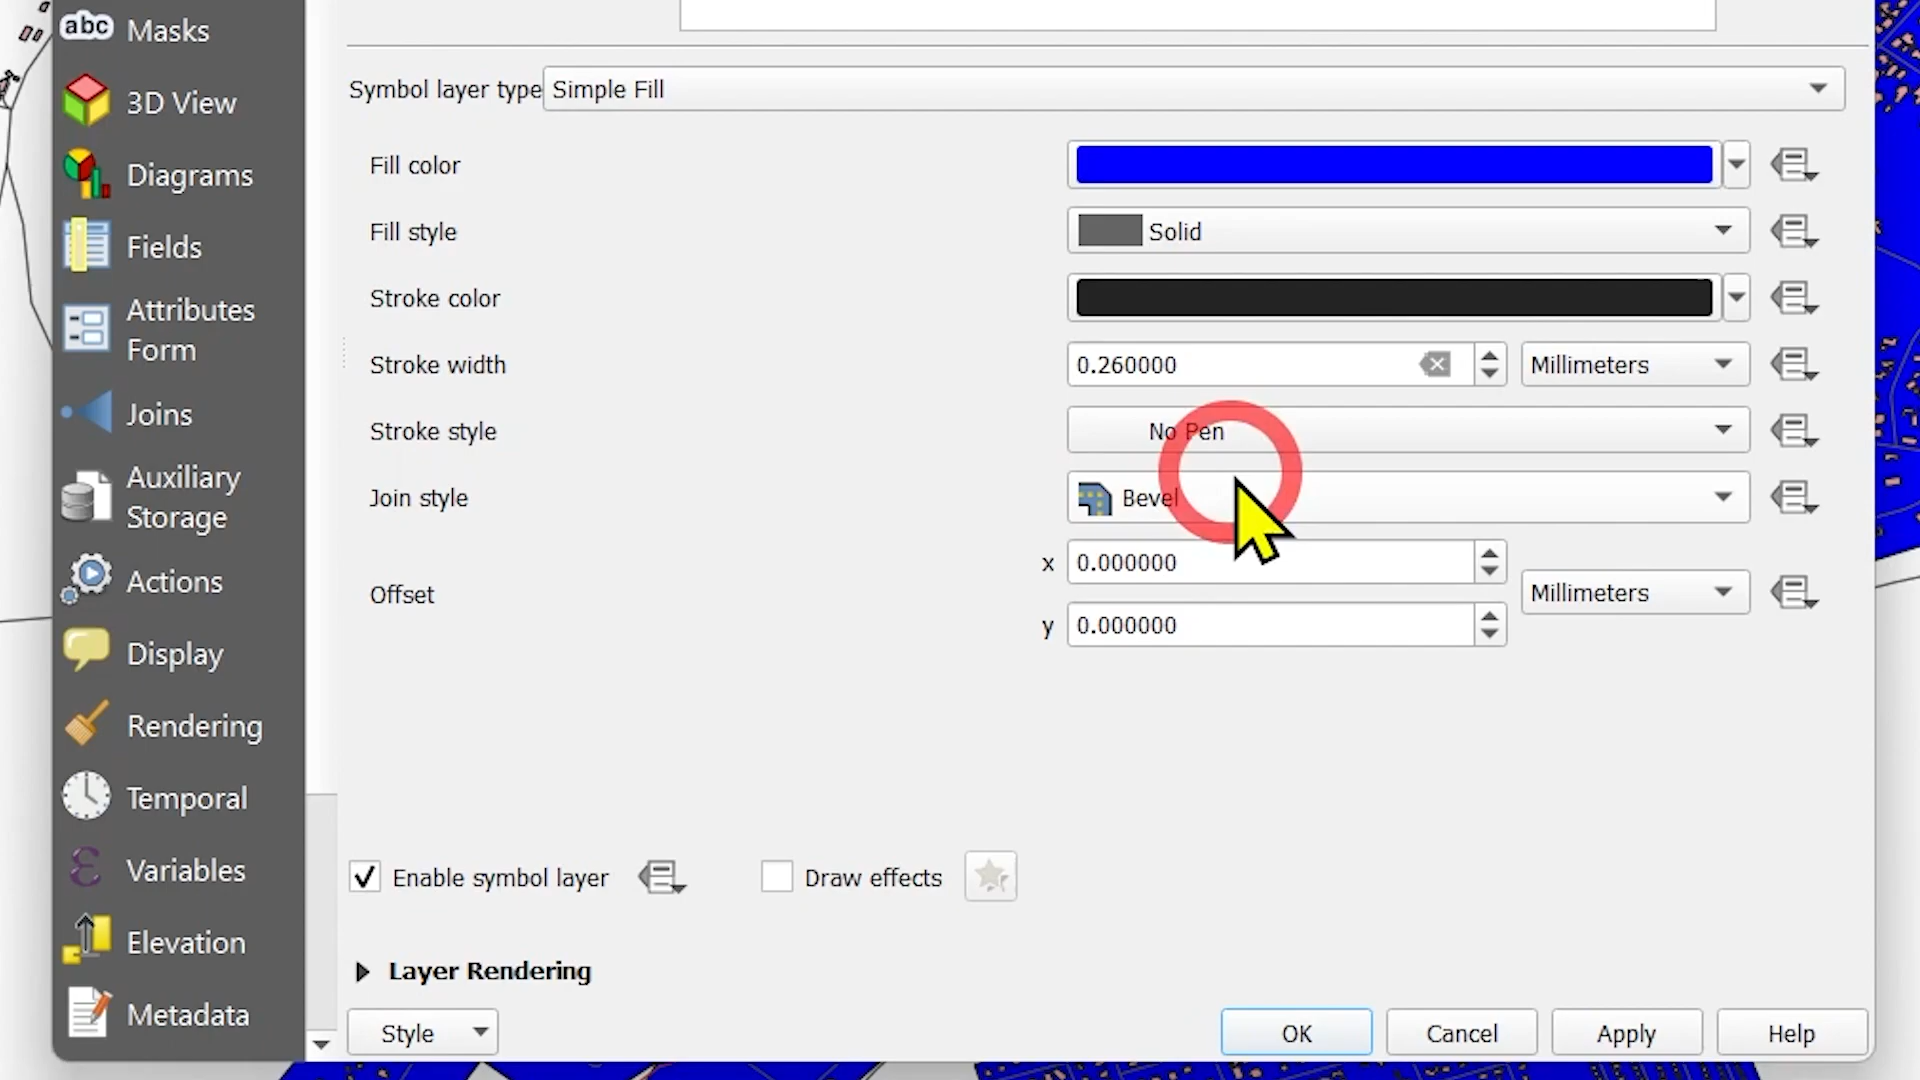 abc Masks
3D View
Diagrams
Fields
Attributes
Form
Joins
Auxiliary
Storage
Actions
Display
Rendering
Temporal
ε Variables
Elevation
Metadata
Symbol layer type Simple Fill
Fill color
Fill style Solid
Stroke color
Stroke width 0.260000 Millimeters
Stroke style No Pen
Join style Bevel
Offset x 0.000000 Millimeters
y 0.000000
Enable symbol layer Draw effects
Layer Rendering
Style OK Cancel Apply Help